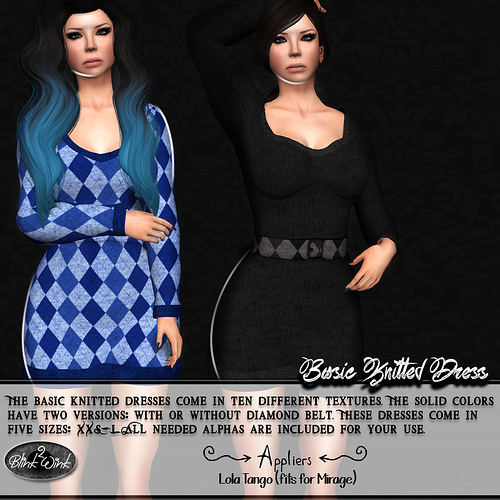 Basic Knitted Dress
THE BASIC KNITTED DRESSES COME IN TEN DIFFERENT TEXTURES. THE SOLID COLORS
HAVE TWO VERSIONS: WITH OR WITHOUT DIAMOND BELT. THESE DRESSES COME IN
FIVE SIZES: XXS-L. ALL NEEDED ALPHAS ARE INCLUDED FOR YOUR USE.
Blink2Wink
Appliers
Lola Tango (fits for Mirage)